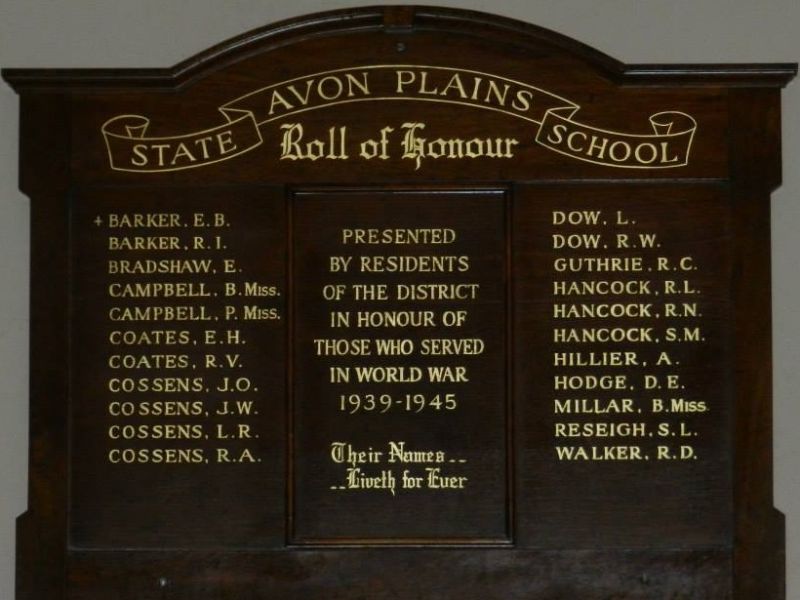 STATE AVON PLAINS SCHOOL
Roll of Honour
+ BARKER, E.B.
BARKER, R.I.
BRADSHAW, E.
CAMPBELL, B. Miss.
CAMPBELL, P. Miss.
COATES, E.H.
COATES, R.V.
COSSENS, J.O.
COSSENS, J.W.
COSSENS, L.R.
COSSENS, R.A.
PRESENTED
BY RESIDENTS
OF THE DISTRICT
IN HONOUR OF
THOSE WHO SERVED
IN WORLD WAR
1939-1945
Their Names --
-- Liveth for Ever
DOW, L.
DOW, R.W.
GUTHRIE, R.C.
HANCOCK, R.L.
HANCOCK, R.N.
HANCOCK, S.M.
HILLIER, A.
HODGE, D.E.
MILLAR, B. Miss
RESEIGH, S.L.
WALKER, R.D.